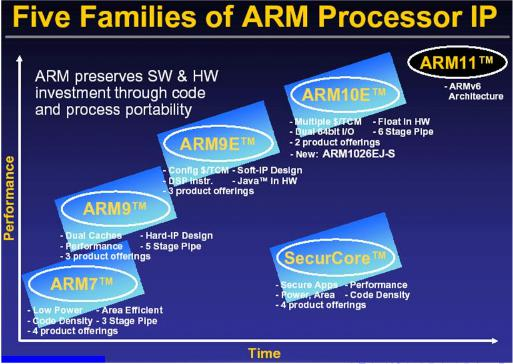 Five Families of ARM Processor IP
ARM preserves SW & HW
investment through code
and process portability
ARM11™
- ARMv6
Architecture
ARM10E™
- Multiple $/TCM - Float in HW
- Dual 64bit I/O - 6 Stage Pipe
- 2 product offerings
- New: ARM1026EJ-S
ARM9E™
- Config $/TCM - Soft-IP Design
- DSP Instr. - Java™ in HW
- 3 product offerings
ARM9™
- Dual Caches - Hard-IP Design
- Performance - 5 Stage Pipe
- 3 product offerings
SecurCore™
- Secure Apps - Performance
- Power, Area - Code Density
- 4 product offerings
ARM7™
- Low Power - Area Efficient
- Code Density - 3 Stage Pipe
- 4 product offerings
Performance
Time